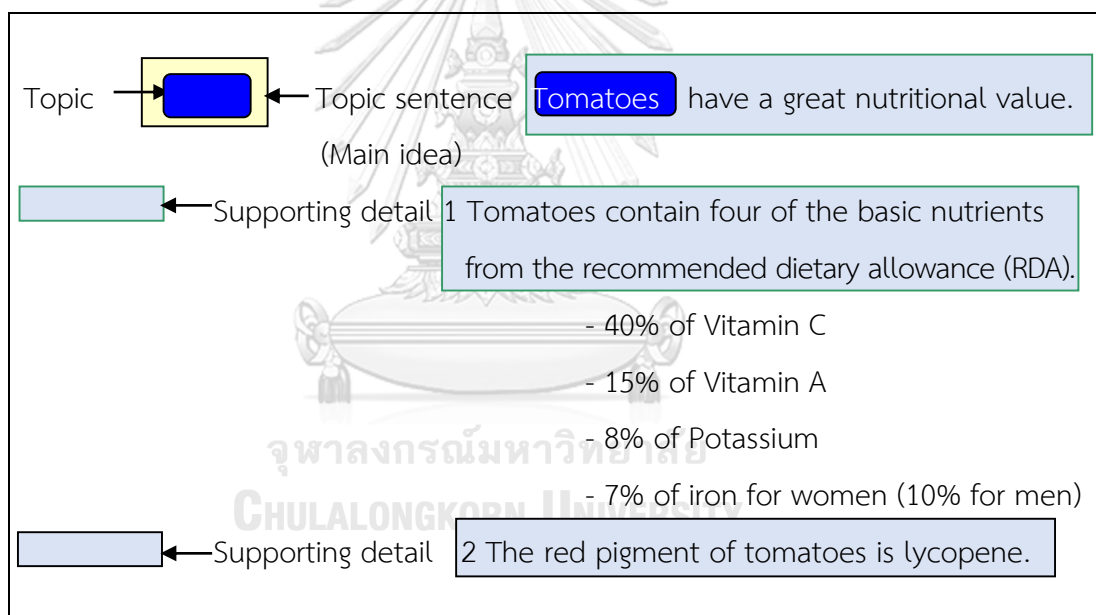 Topic Topic sentence Tomatoes have a great nutritional value.
(Main idea)
Supporting detail 1 Tomatoes contain four of the basic nutrients
from the recommended dietary allowance (RDA).
- 40% of Vitamin C
- 15% of Vitamin A
- 8% of Potassium
จุฬาลงกรณ์มหาวิทยาลัย
- 7% of iron for women (10% for men)
CHULALONGKORN UNIVERSITY
Supporting detail 2 The red pigment of tomatoes is lycopene.